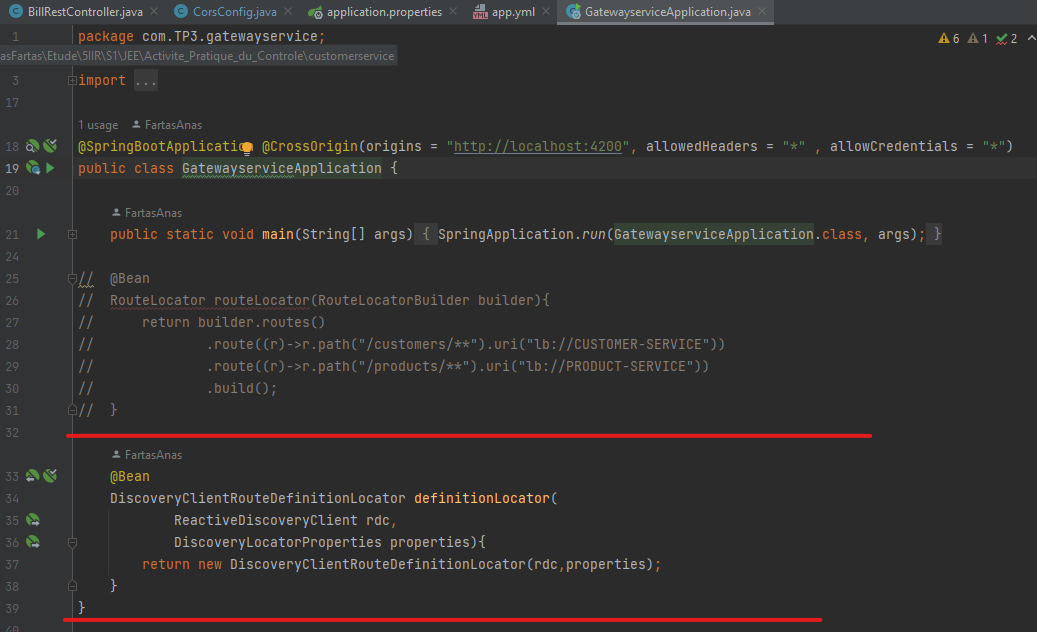 BillRestController.java CorsConfig.java application.properties app.yml GatewayserviceApplication.java
1 package com.TP3.gatewayservice; 6 1 2
asFartas\Etude\5IIR\S1\JEE\Activite_Pratique_du_Controle\customerservice
3 import ...
17
1 usage FartasAnas
18 @SpringBootApplication @CrossOrigin(origins = "http://localhost:4200", allowedHeaders = "*" , allowCredentials = "*")
19 public class GatewayserviceApplication {
20
FartasAnas
21 public static void main(String[] args) { SpringApplication.run(GatewayserviceApplication.class, args); }
24
25 // @Bean
26 // RouteLocator routeLocator(RouteLocatorBuilder builder){
27 // return builder.routes()
28 // .route((r)->r.path("/customers/**").uri("lb://CUSTOMER-SERVICE"))
29 // .route((r)->r.path("/products/**").uri("lb://PRODUCT-SERVICE"))
30 // .build();
31 // }
32
FartasAnas
33 @Bean
34 DiscoveryClientRouteDefinitionLocator definitionLocator(
35 ReactiveDiscoveryClient rdc,
36 DiscoveryLocatorProperties properties){
37 return new DiscoveryClientRouteDefinitionLocator(rdc,properties);
38 }
39 }
40